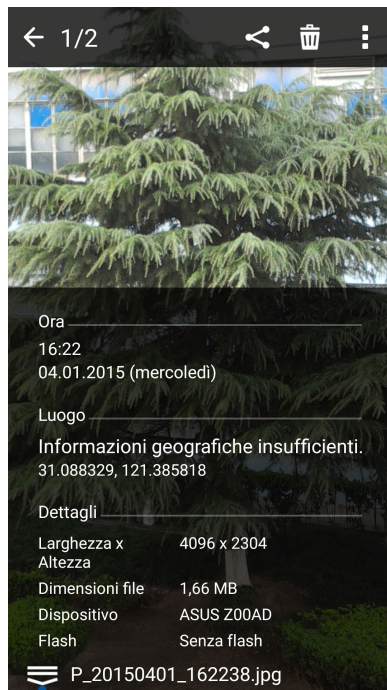 1/2
Ora
16:22
04.01.2015 (mercoledì)
Luogo
Informazioni geografiche insufficienti.
31.088329, 121.385818
Dettagli
Larghezza x 4096 x 2304
Altezza
Dimensioni file 1,66 MB
Dispositivo ASUS Z00AD
Flash Senza flash
P_20150401_162238.jpg